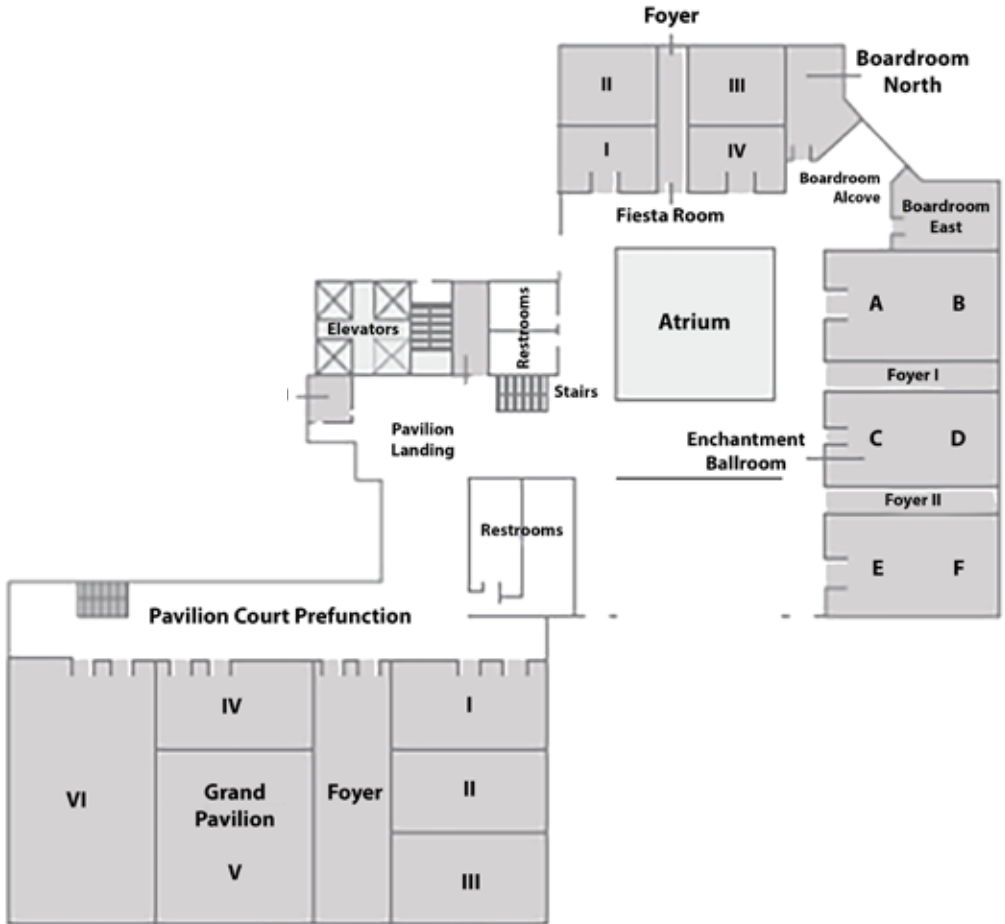 Foyer
II
III
Boardroom
North
I
IV
Boardroom
Alcove
Fiesta Room
Boardroom
East
Restrooms
Elevators
Atrium
A
B
Foyer I
Stairs
Pavilion
Landing
Enchantment
Ballroom
C
D
Foyer II
Restrooms
E
F
Pavilion Court Prefunction
IV
I
VI
Grand
Pavilion
Foyer
II
V
III